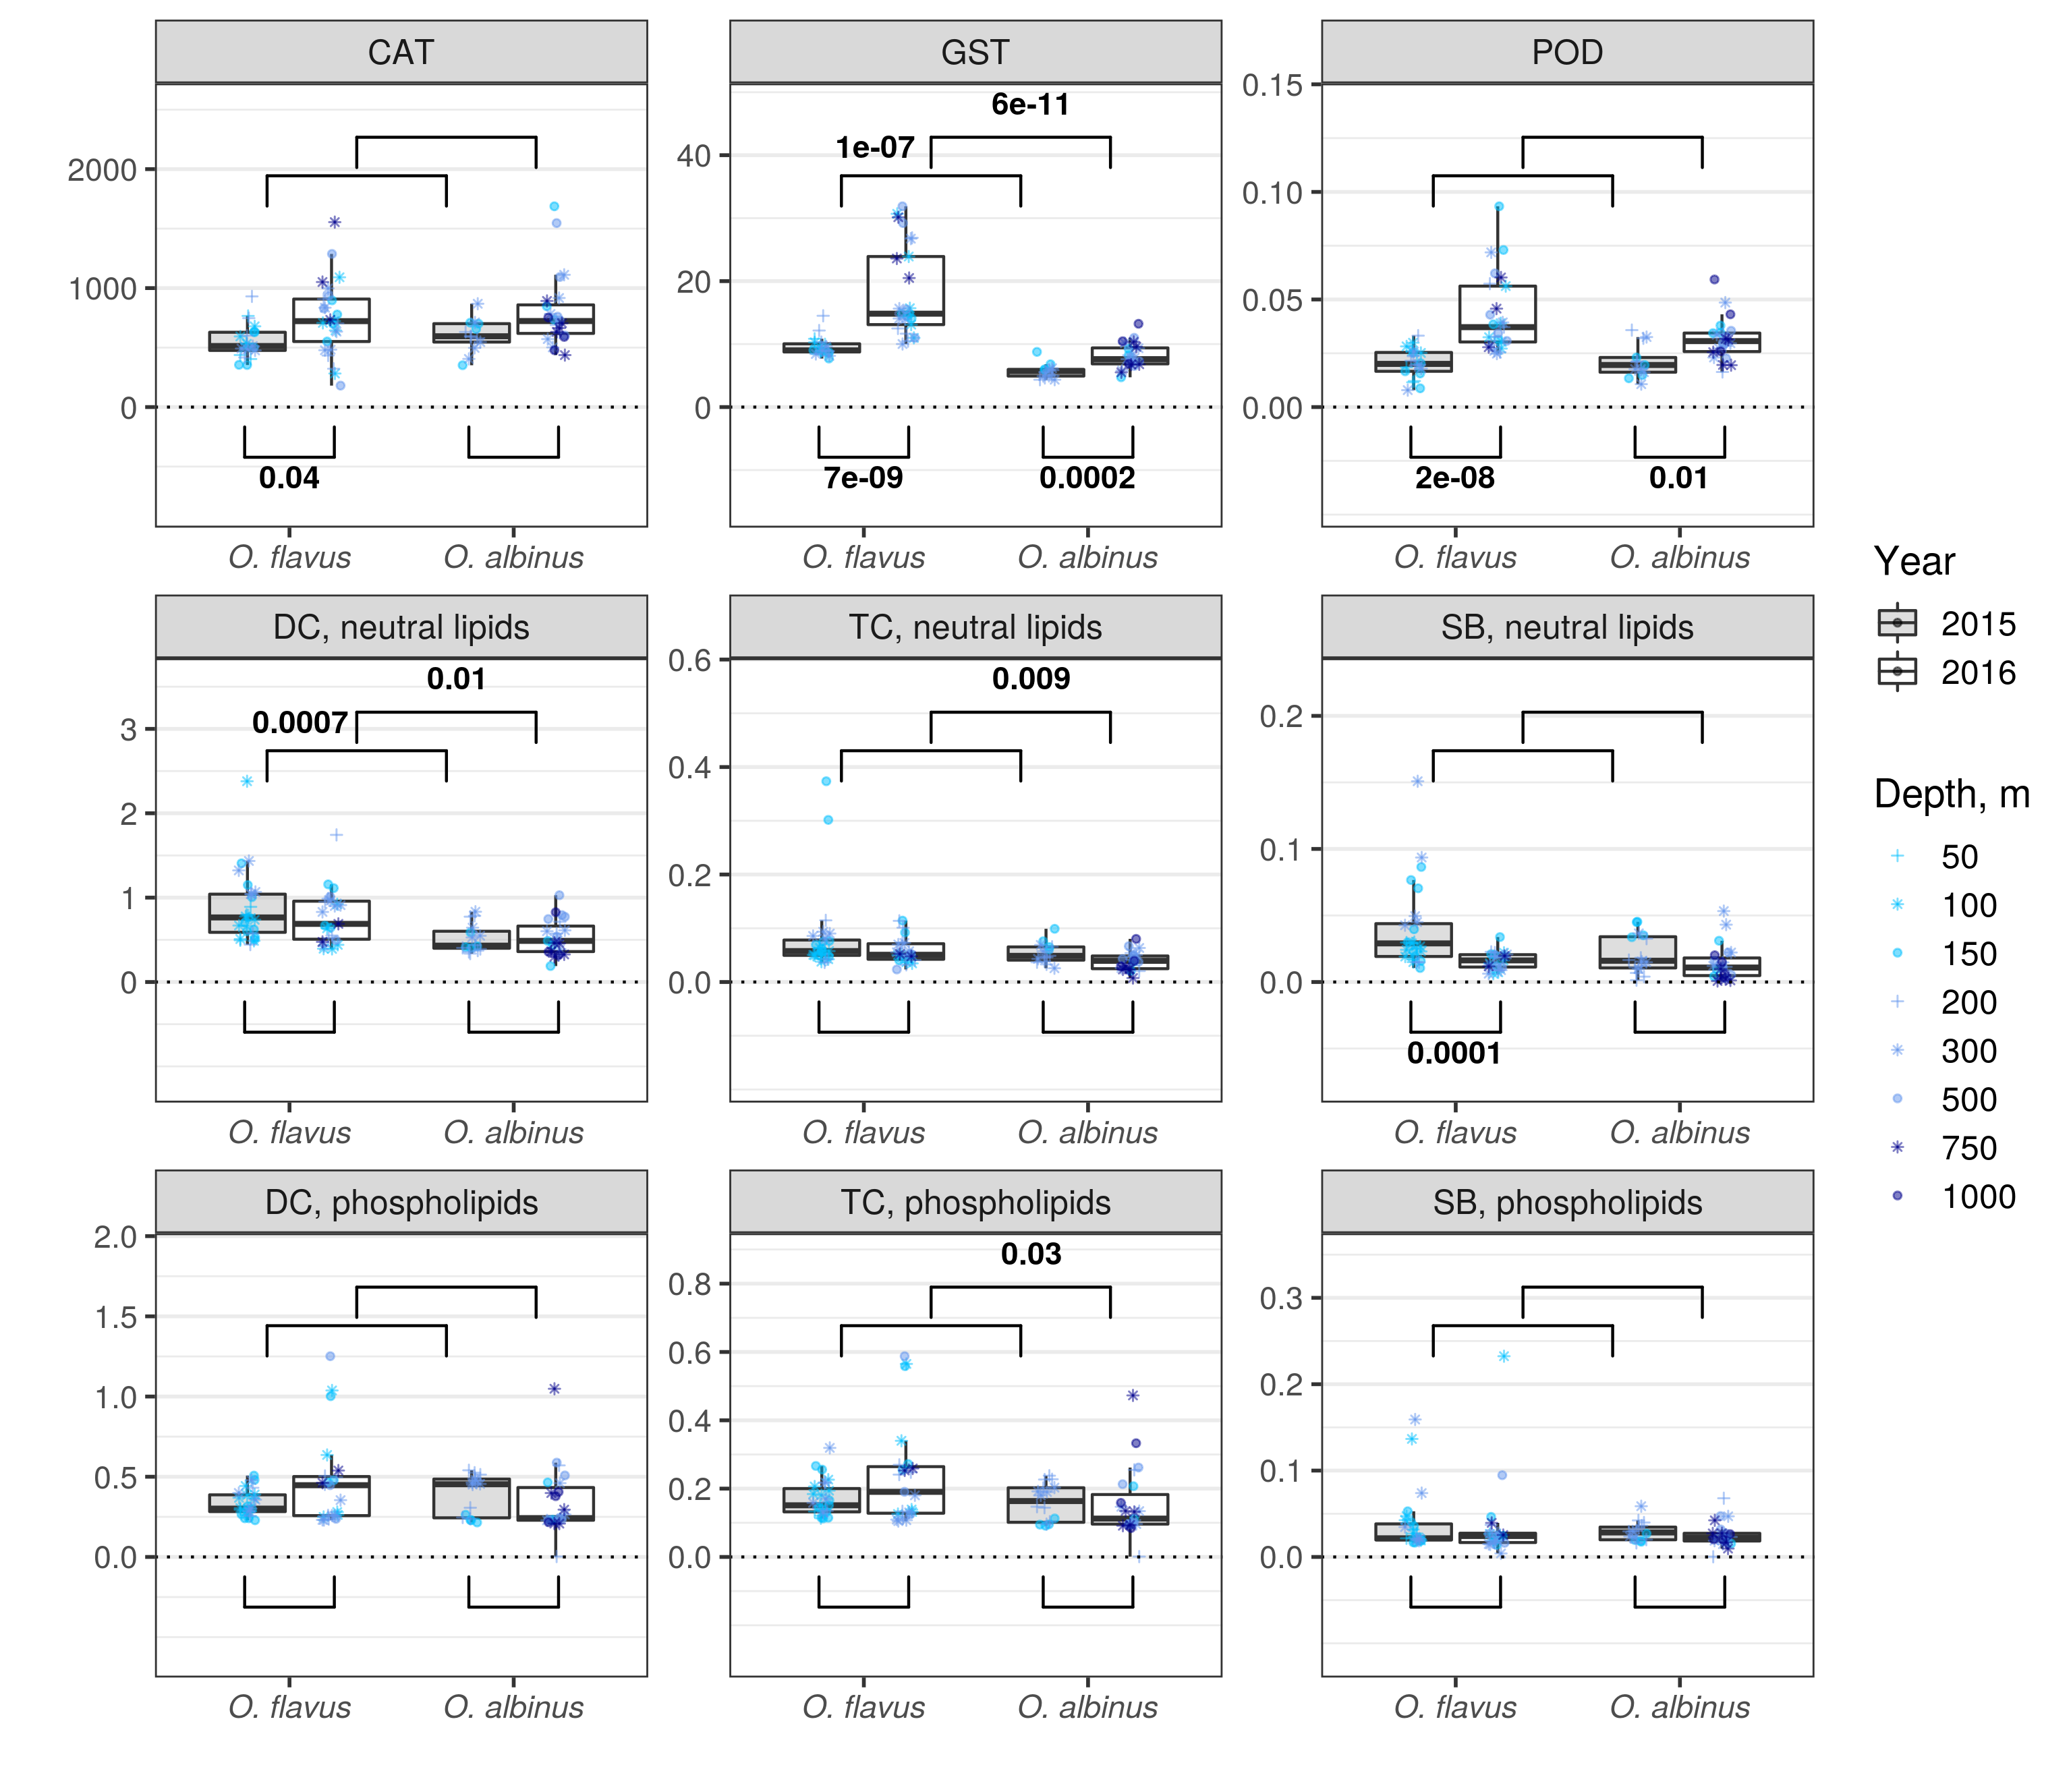 CAT
GST
POD
2000
1000
0
0.04
O. flavus
O. albinus
6e-11
1e-07
40
20
0
7e-09
0.0002
O. flavus
O. albinus
0.15
0.10
0.05
0.00
2e-08
0.01
O. flavus
O. albinus
DC, neutral lipids
TC, neutral lipids
SB, neutral lipids
0.01
0.0007
3
2
1
0
O. flavus
O. albinus
0.6
0.009
0.4
0.2
0.0
O. flavus
O. albinus
0.2
0.1
0.0
0.0001
O. flavus
O. albinus
DC, phospholipids
TC, phospholipids
SB, phospholipids
2.0
1.5
1.0
0.5
0.0
O. flavus
O. albinus
0.03
0.8
0.6
0.4
0.2
0.0
O. flavus
O. albinus
0.3
0.2
0.1
0.0
O. flavus
O. albinus
Year
2015
2016
Depth, m
50
100
150
200
300
500
750
1000